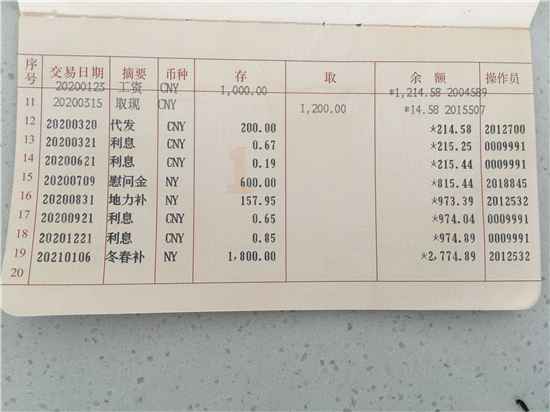 序号 交易日期 摘要 币种 存 取 余 额 操作员
20200123 工资 CNY 1,000.00 *1,214.58 2004589
11 20200315 取现 CNY 1,200.00 *14.58 2015507
12 20200320 代发 CNY 200.00 *214.58 2012700
13 20200321 利息 CNY 0.67 *215.25 0009991
14 20200621 利息 CNY 0.19 *215.44 0009991
15 20200709 慰问金 NY 600.00 *815.44 2018845
16 20200831 地力补 NY 157.95 *973.39 2012532
17 20200921 利息 CNY 0.65 *974.04 0009991
18 20201221 利息 CNY 0.85 *974.89 0009991
19 20210106 冬春补 NY 1,800.00 *2,774.89 2012532
20